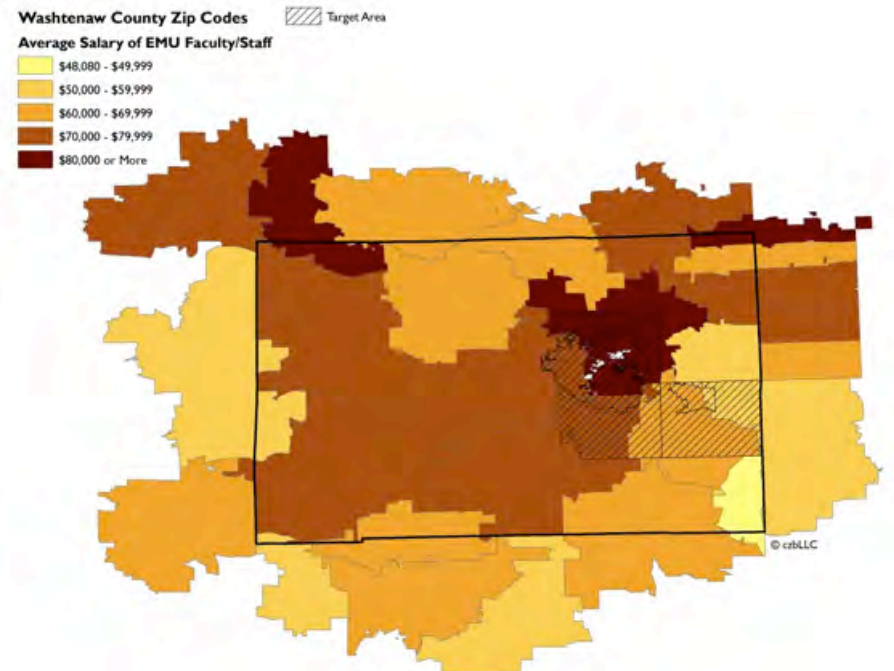 Washtenaw County Zip Codes
Target Area
Average Salary of EMU Faculty/Staff
$48,080 - $49,999
$50,000 - $59,999
$60,000 - $69,999
$70,000 - $79,999
$80,000 or More
© czbLLC